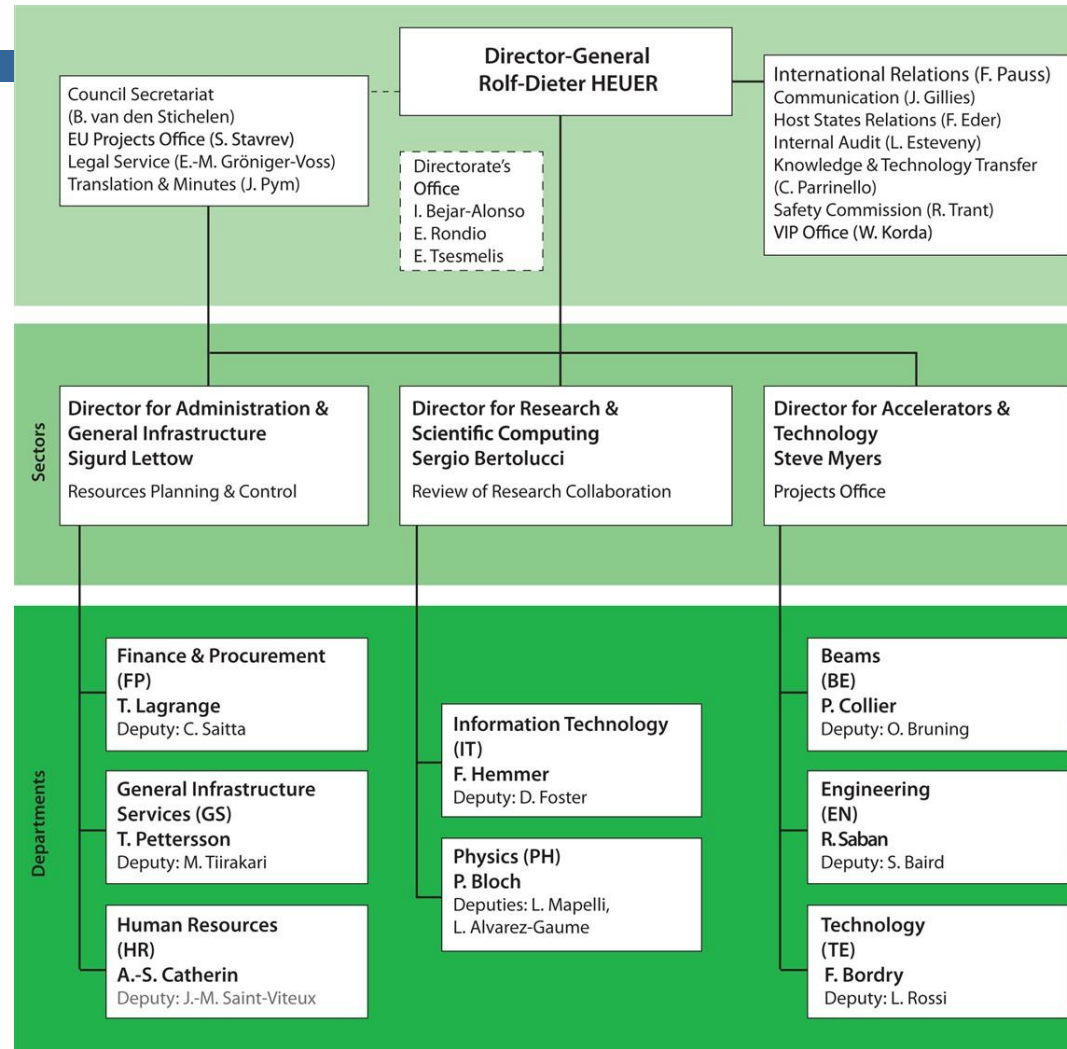 Director-General
Rolf-Dieter HEUER
Council Secretariat
(B. van den Stichelen)
EU Projects Office (S. Stavrev)
Legal Service (E.-M. Gröniger-Voss)
Translation & Minutes (J. Pym)
Directorate's
Office
I. Bejar-Alonso
E. Rondio
E. Tsesmelis
International Relations (F. Pauss)
Communication (J. Gillies)
Host States Relations (F. Eder)
Internal Audit (L. Esteveny)
Knowledge & Technology Transfer
(C. Parrinello)
Safety Commission (R. Trant)
VIP Office (W. Korda)
Sectors
Director for Administration &
General Infrastructure
Sigurd Lettow
Resources Planning & Control
Director for Research &
Scientific Computing
Sergio Bertolucci
Review of Research Collaboration
Director for Accelerators &
Technology
Steve Myers
Projects Office
Departments
Finance & Procurement
(FP)
T. Lagrange
Deputy: C. Saitta
General Infrastructure
Services (GS)
T. Pettersson
Deputy: M. Tiirakari
Human Resources
(HR)
A.-S. Catherin
Deputy: J.-M. Saint-Viteux
Information Technology
(IT)
F. Hemmer
Deputy: D. Foster
Physics (PH)
P. Bloch
Deputies: L. Mapelli,
L. Alvarez-Gaume
Beams
(BE)
P. Collier
Deputy: O. Bruning
Engineering
(EN)
R. Saban
Deputy: S. Baird
Technology
(TE)
F. Bordry
Deputy: L. Rossi